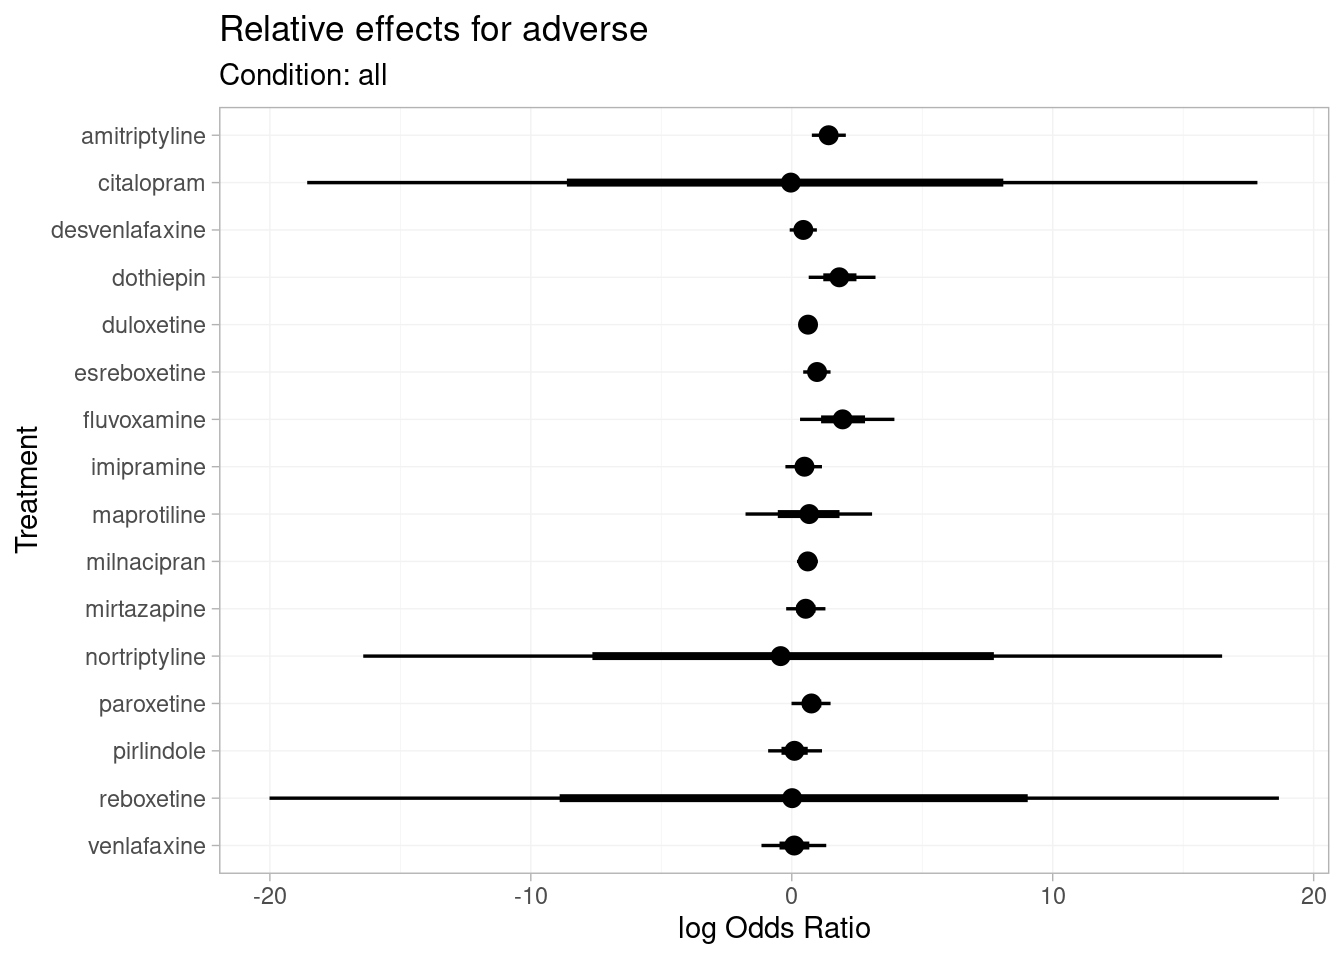 Relative effects for adverse
Condition: all
Treatment
amitriptyline
citalopram
desvenlafaxine
dothiepin
duloxetine
esreboxetine
fluvoxamine
imipramine
maprotiline
milnacipran
mirtazapine
nortriptyline
paroxetine
pirlindole
reboxetine
venlafaxine
-20 -10 0 10 20
log Odds Ratio